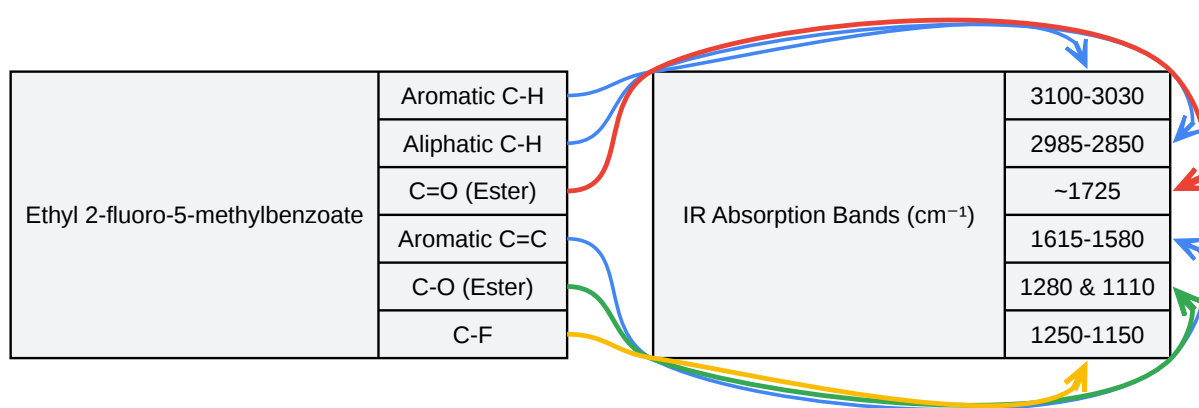 Ethyl 2-fluoro-5-methylbenzoate
Aromatic C-H
Aliphatic C-H
C=O (Ester)
Aromatic C=C
C-O (Ester)
C-F
IR Absorption Bands (cm⁻¹)
3100-3030
2985-2850
~1725
1615-1580
1280 & 1110
1250-1150